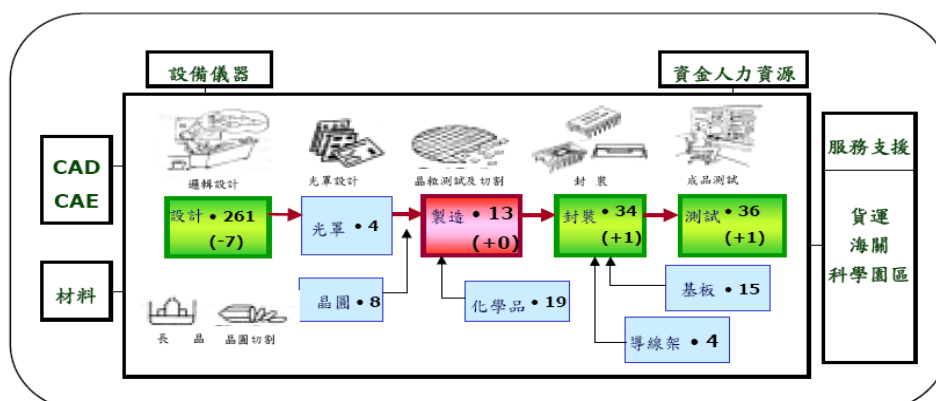 設備儀器
資金人力資源
CAD
CAE
材料
邏輯設計
光罩設計
晶粒測試及切割
封 裝
成品測試
設計 • 261
(-7)
光罩 • 4
製造 • 13
(+0)
封裝 • 34
(+1)
測試 • 36
(+1)
晶圓 • 8
化學品 • 19
基板 • 15
導線架 • 4
長 晶
晶圓切割
服務支援
貨運
海關
科學園區